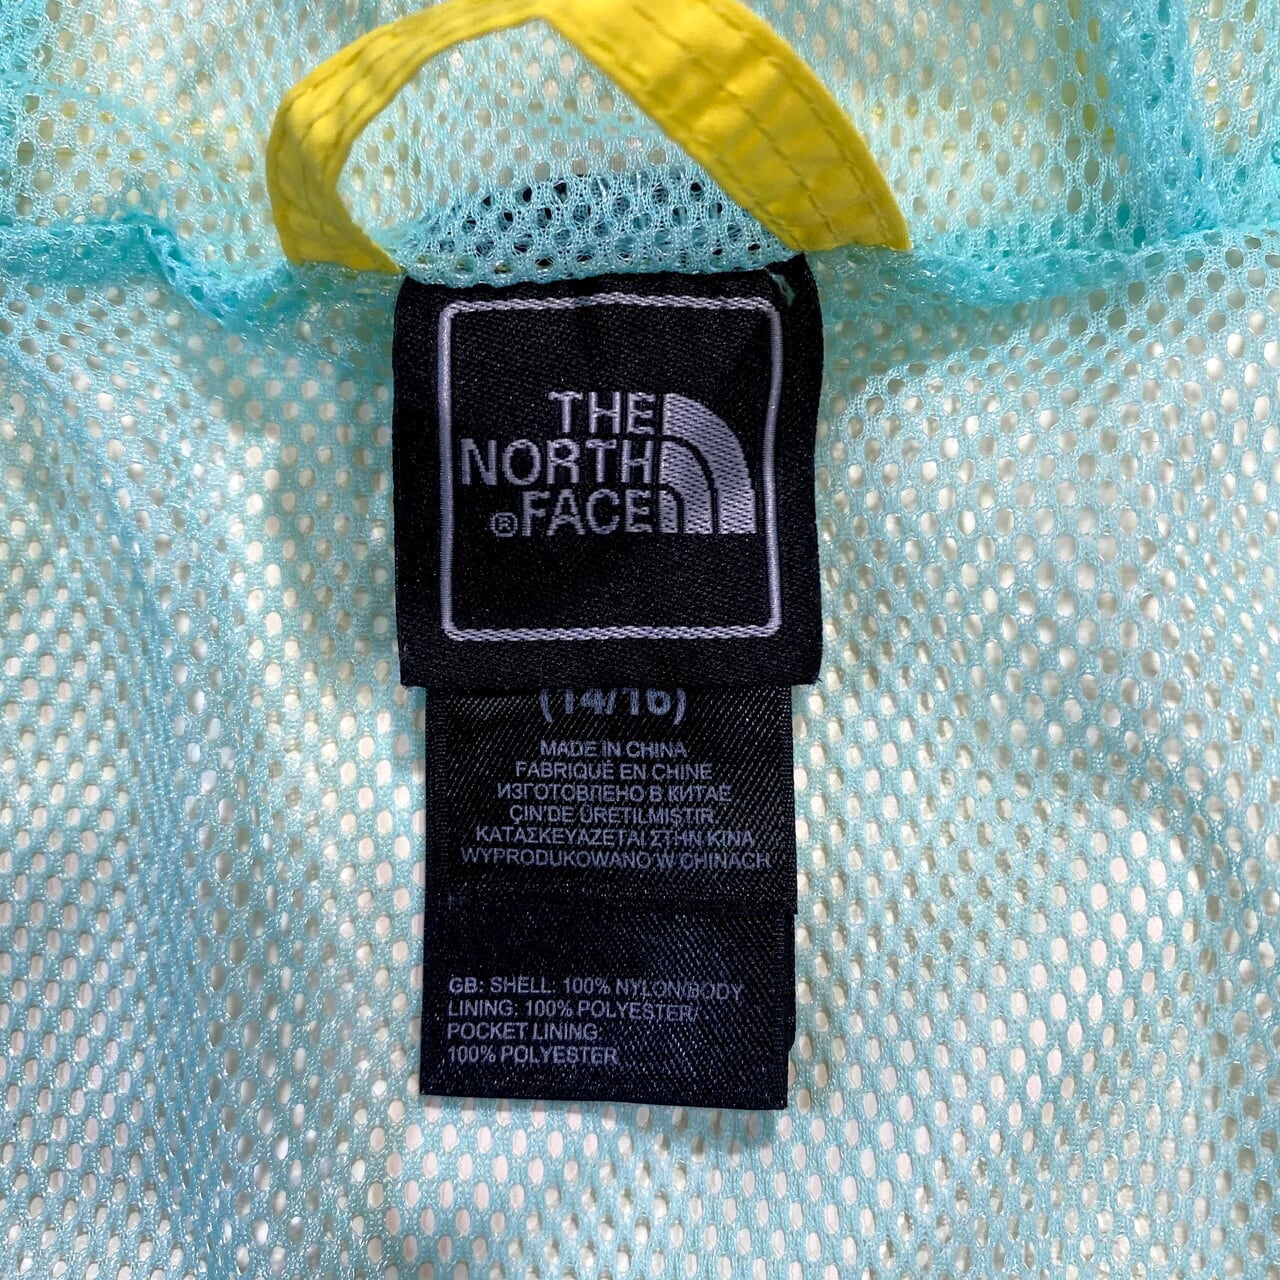 THE
NORTH
®FACE
(14/16)
MADE IN CHINA
FABRIQUÉ EN CHINE
ИЗГОТОВЛЕНО В КИТАЕ
ÇIN'DE ÜRETILMIŞTIR.
ΚΑΤΑΣΚΕΥΑΖΕΤΑΙ ΣΤΗΝ ΚΙΝΑ
WYPRODUKOWANO W CHINACH
GB: SHELL: 100% NYLON/BODY
LINING: 100% POLYESTER/
POCKET LINING:
100% POLYESTER